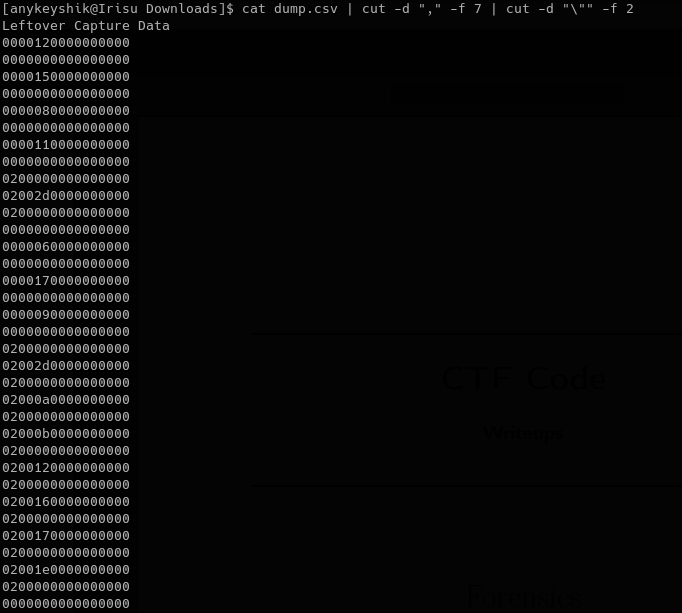 [anykeyshik@Irisu Downloads]$ cat dump.csv | cut -d "," -f 7 | cut -d "\"" -f 2
Leftover Capture Data
0000120000000000
0000000000000000
0000150000000000
0000000000000000
0000080000000000
0000000000000000
0000110000000000
0000000000000000
0200000000000000
02002d0000000000
0200000000000000
0000000000000000
0000060000000000
0000000000000000
0000170000000000
0000000000000000
0000090000000000
0000000000000000
0200000000000000
02002d0000000000
0200000000000000
02000a0000000000
0200000000000000
02000b0000000000
0200000000000000
0200120000000000
0200000000000000
0200160000000000
0200000000000000
0200170000000000
0200000000000000
02001e0000000000
0200000000000000
0000000000000000
CTF Code
Writeups
Forensics